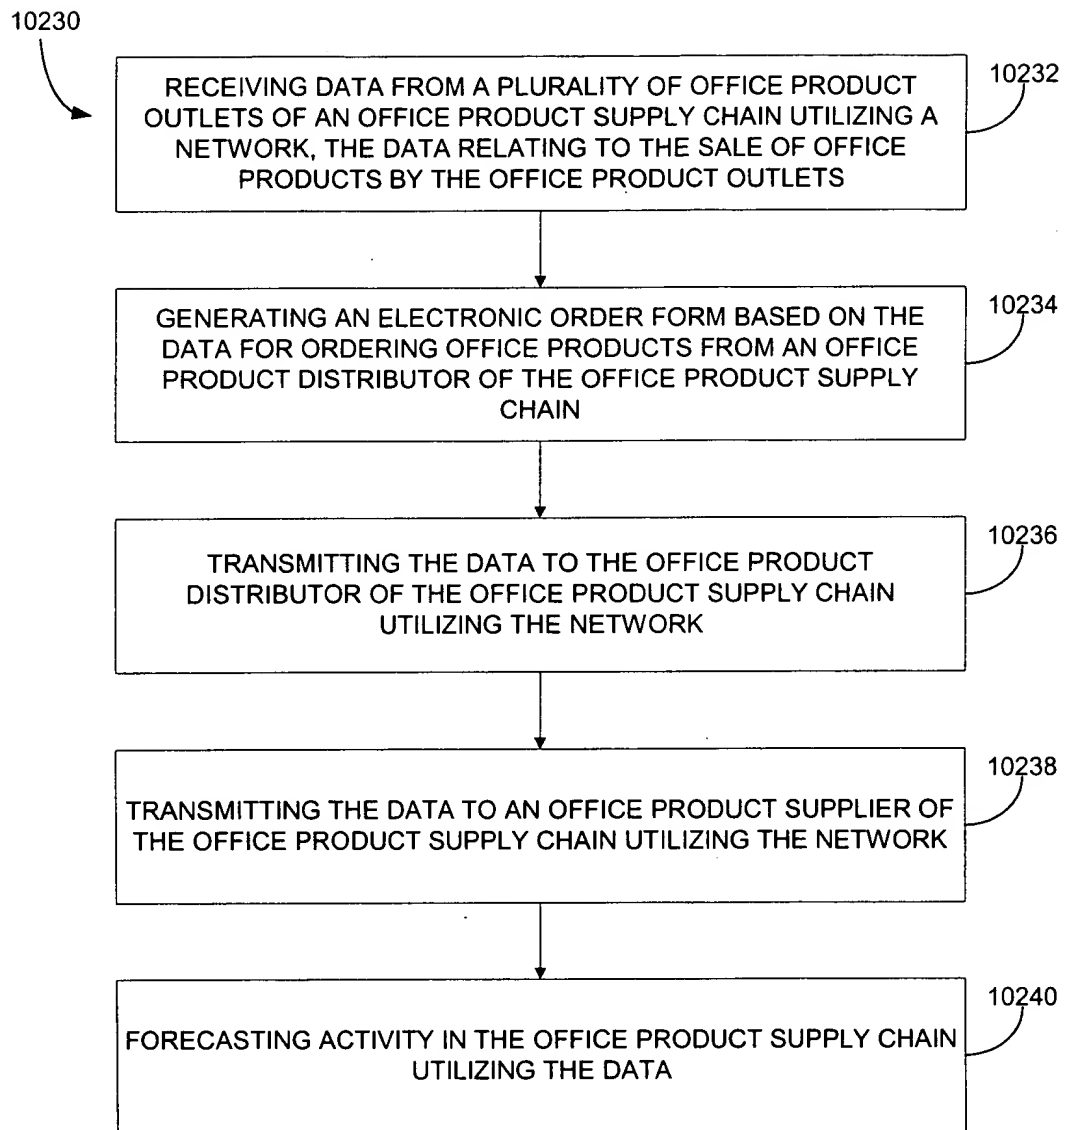 10230
10232
RECEIVING DATA FROM A PLURALITY OF OFFICE PRODUCT
OUTLETS OF AN OFFICE PRODUCT SUPPLY CHAIN UTILIZING A
NETWORK, THE DATA RELATING TO THE SALE OF OFFICE
PRODUCTS BY THE OFFICE PRODUCT OUTLETS
10234
GENERATING AN ELECTRONIC ORDER FORM BASED ON THE
DATA FOR ORDERING OFFICE PRODUCTS FROM AN OFFICE
PRODUCT DISTRIBUTOR OF THE OFFICE PRODUCT SUPPLY
CHAIN
10236
TRANSMITTING THE DATA TO THE OFFICE PRODUCT
DISTRIBUTOR OF THE OFFICE PRODUCT SUPPLY CHAIN
UTILIZING THE NETWORK
10238
TRANSMITTING THE DATA TO AN OFFICE PRODUCT SUPPLIER OF
THE OFFICE PRODUCT SUPPLY CHAIN UTILIZING THE NETWORK
10240
FORECASTING ACTIVITY IN THE OFFICE PRODUCT SUPPLY CHAIN
UTILIZING THE DATA